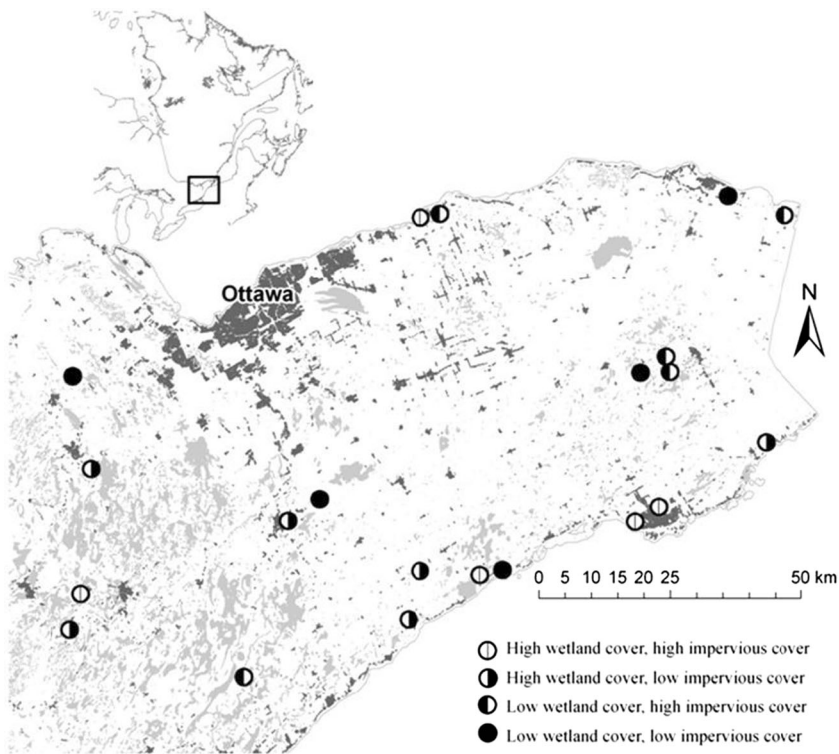 Ottawa
N
0 5 10 15 20 25 50 km
High wetland cover, high impervious cover
High wetland cover, low impervious cover
Low wetland cover, high impervious cover
Low wetland cover, low impervious cover